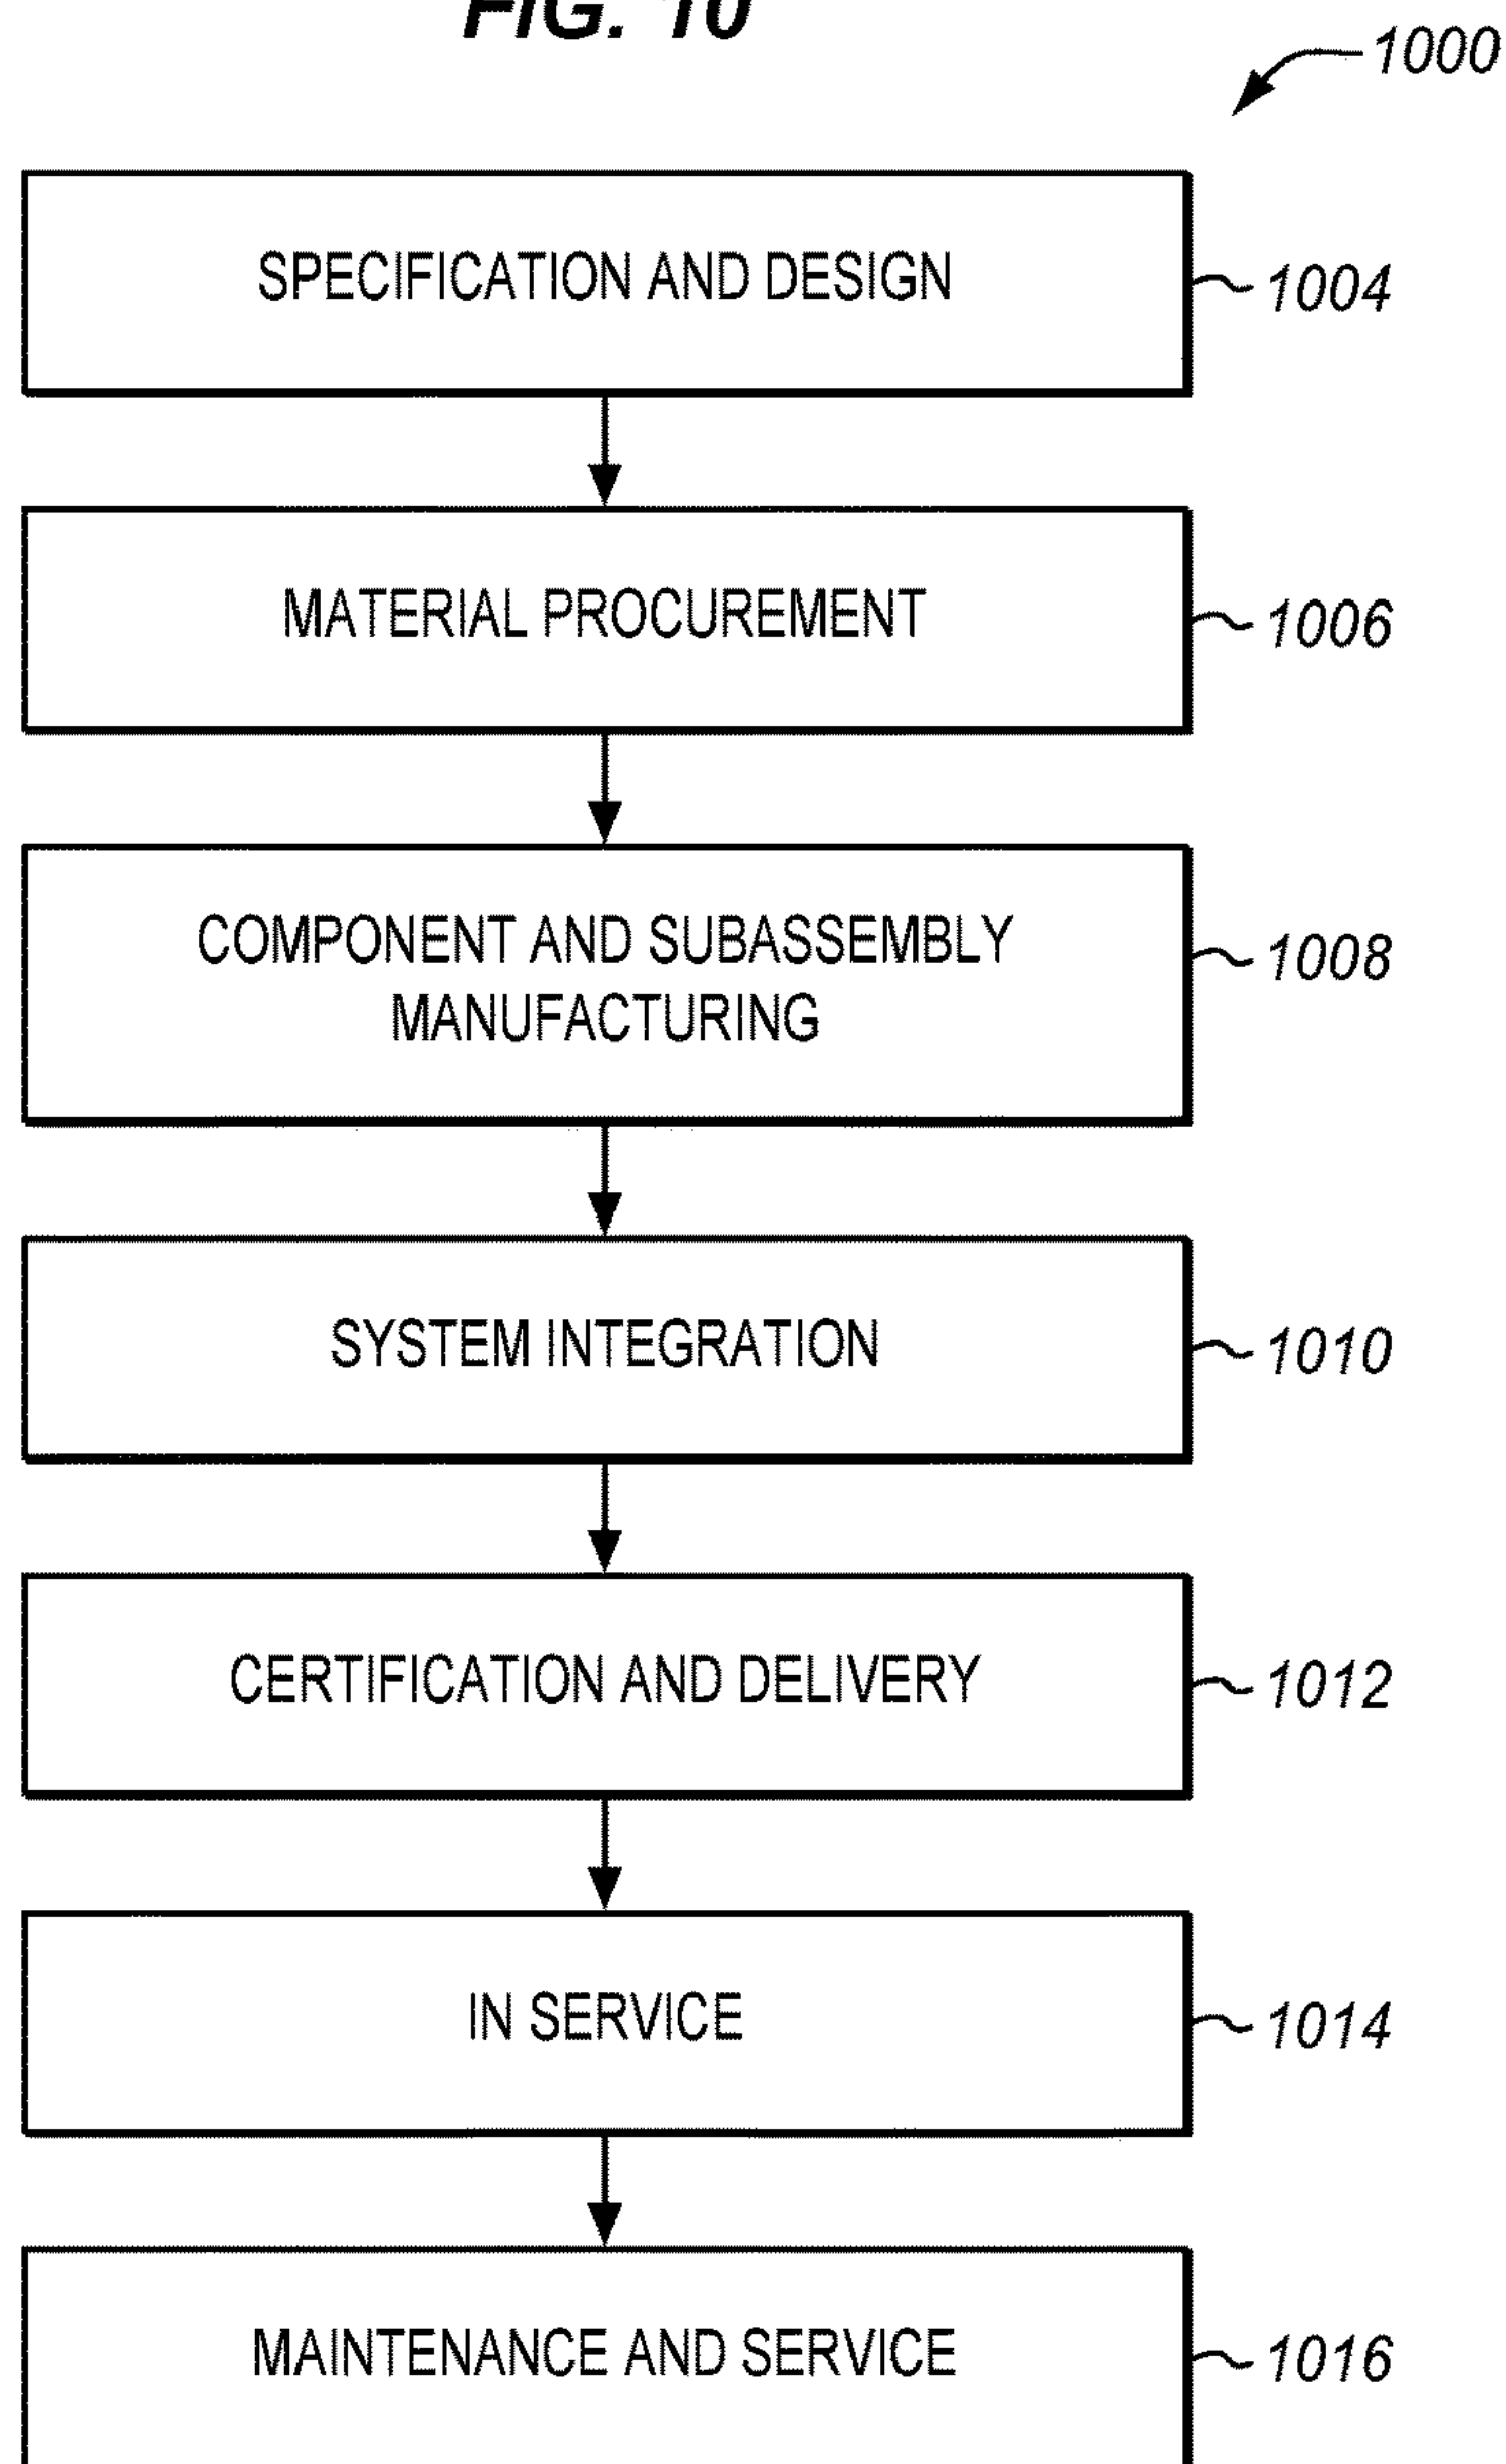 FIG. 10
1000
SPECIFICATION AND DESIGN
1004
MATERIAL PROCUREMENT
1006
COMPONENT AND SUBASSEMBLY
MANUFACTURING
1008
SYSTEM INTEGRATION
1010
CERTIFICATION AND DELIVERY
1012
IN SERVICE
1014
MAINTENANCE AND SERVICE
1016